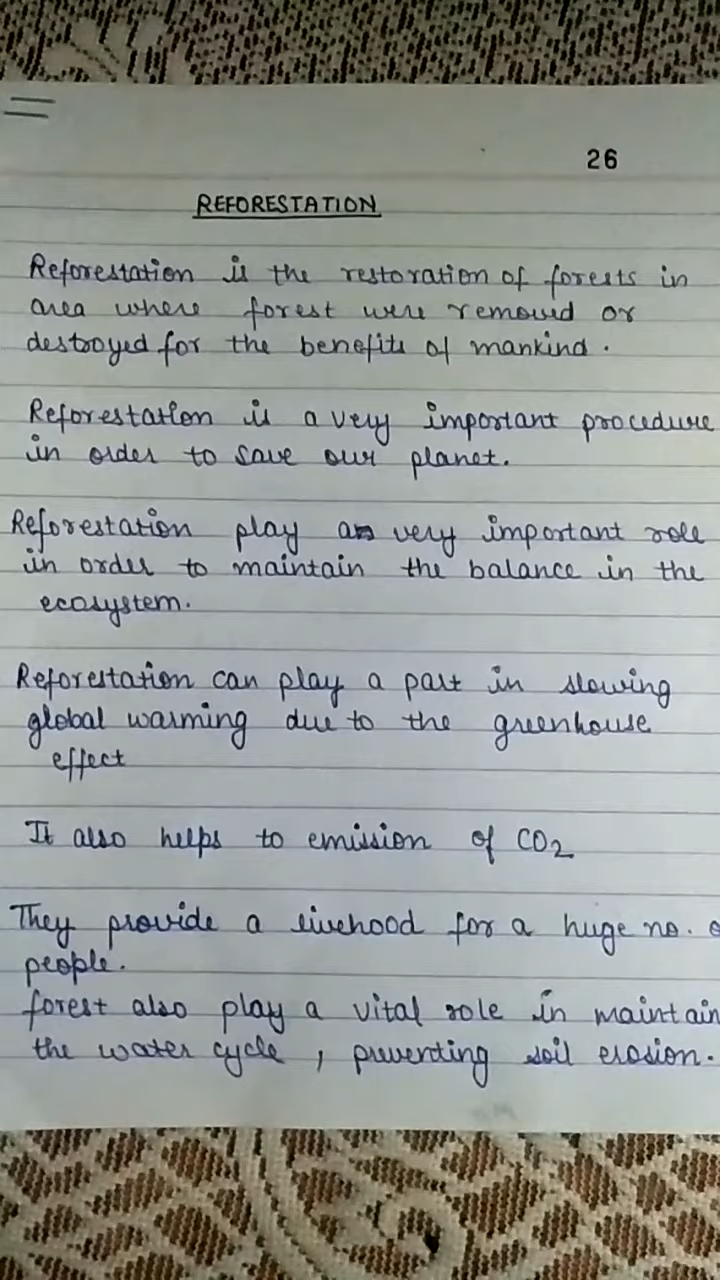 26
REFORESTATION
Reforestation is the restoration of forests in
area where forest were removed or
destroyed for the benefits of mankind.
Reforestation is a very important procedure
in order to save our planet.
Reforestation play a very important role
in order to maintain the balance in the
ecosystem.
Reforestation can play a part in slowing
global warming due to the greenhouse
effect
It also helps to emission of CO2
They provide a livehood for a huge no.
people.
forest also play a vital role in maintain
the water cycle, preventing soil erosion.